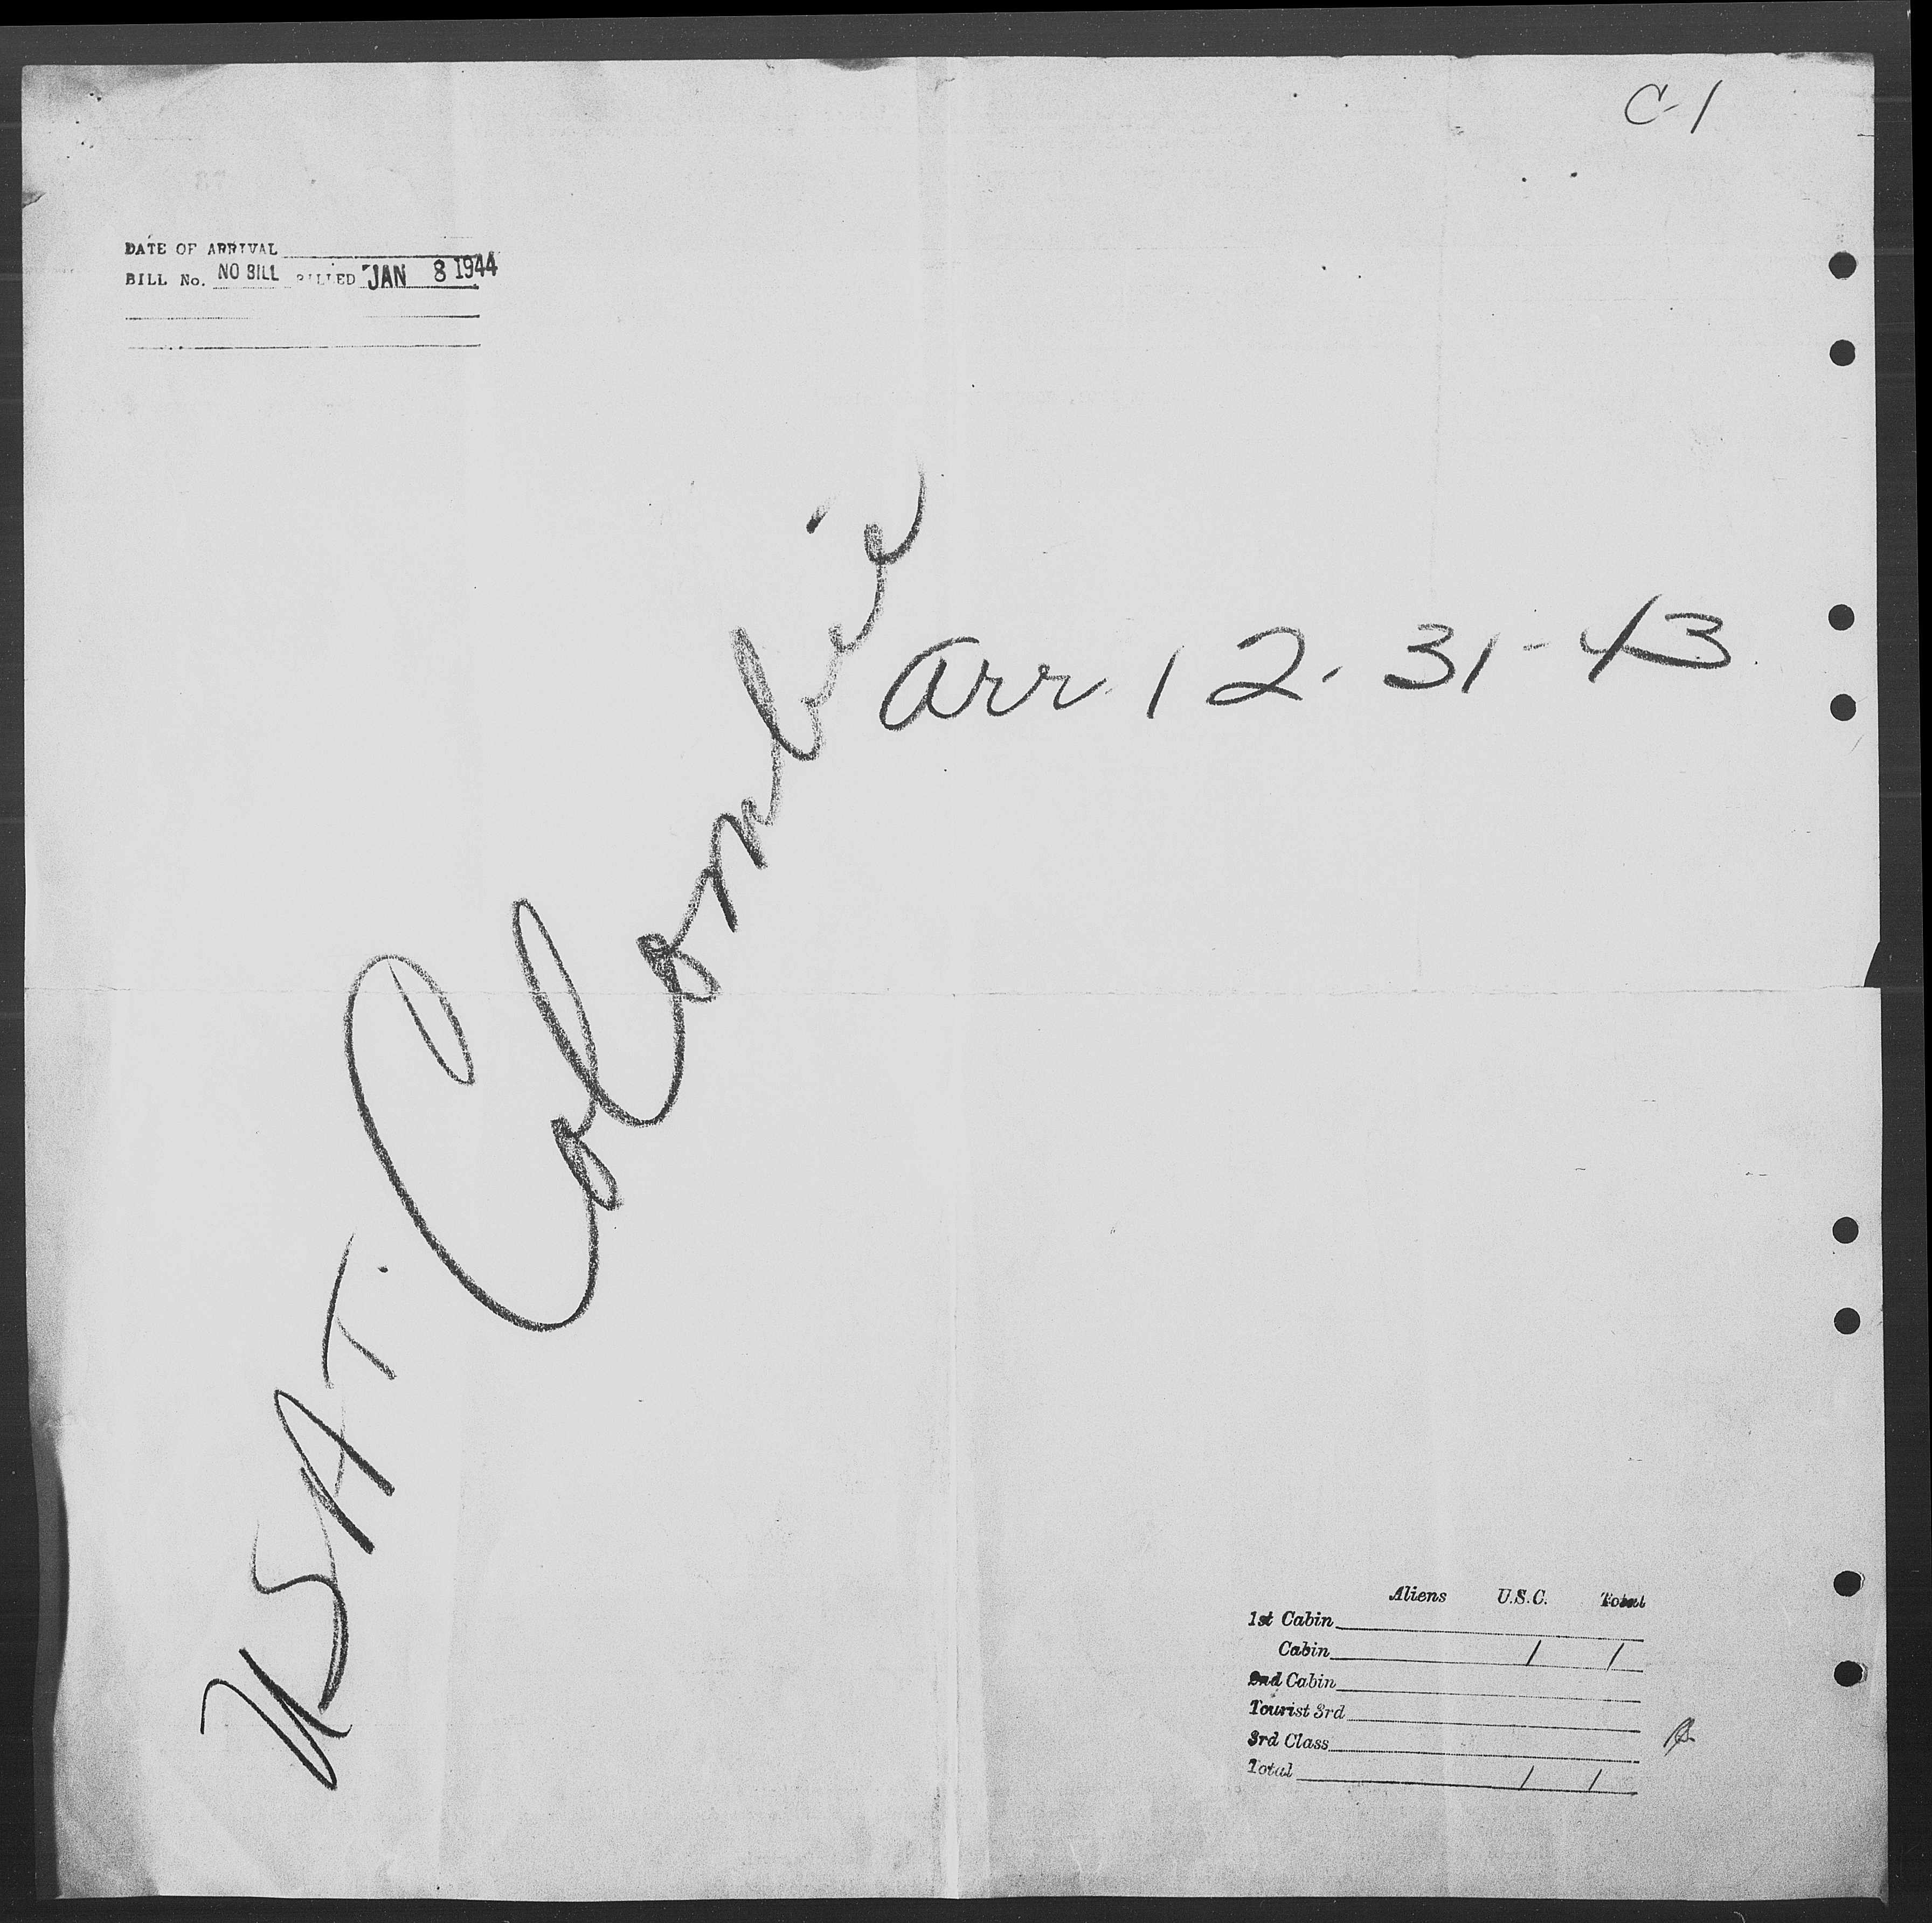 C-1
DATE OF ARRIVAL
BILL No. NO BILL BILLED JAN 8 1944
arr. 12-31-43
USAT. Colombie
Aliens U.S.C. Total
1st Cabin
Cabin 1 1
2nd Cabin
Tourist 3rd
3rd Class
Total 1 1